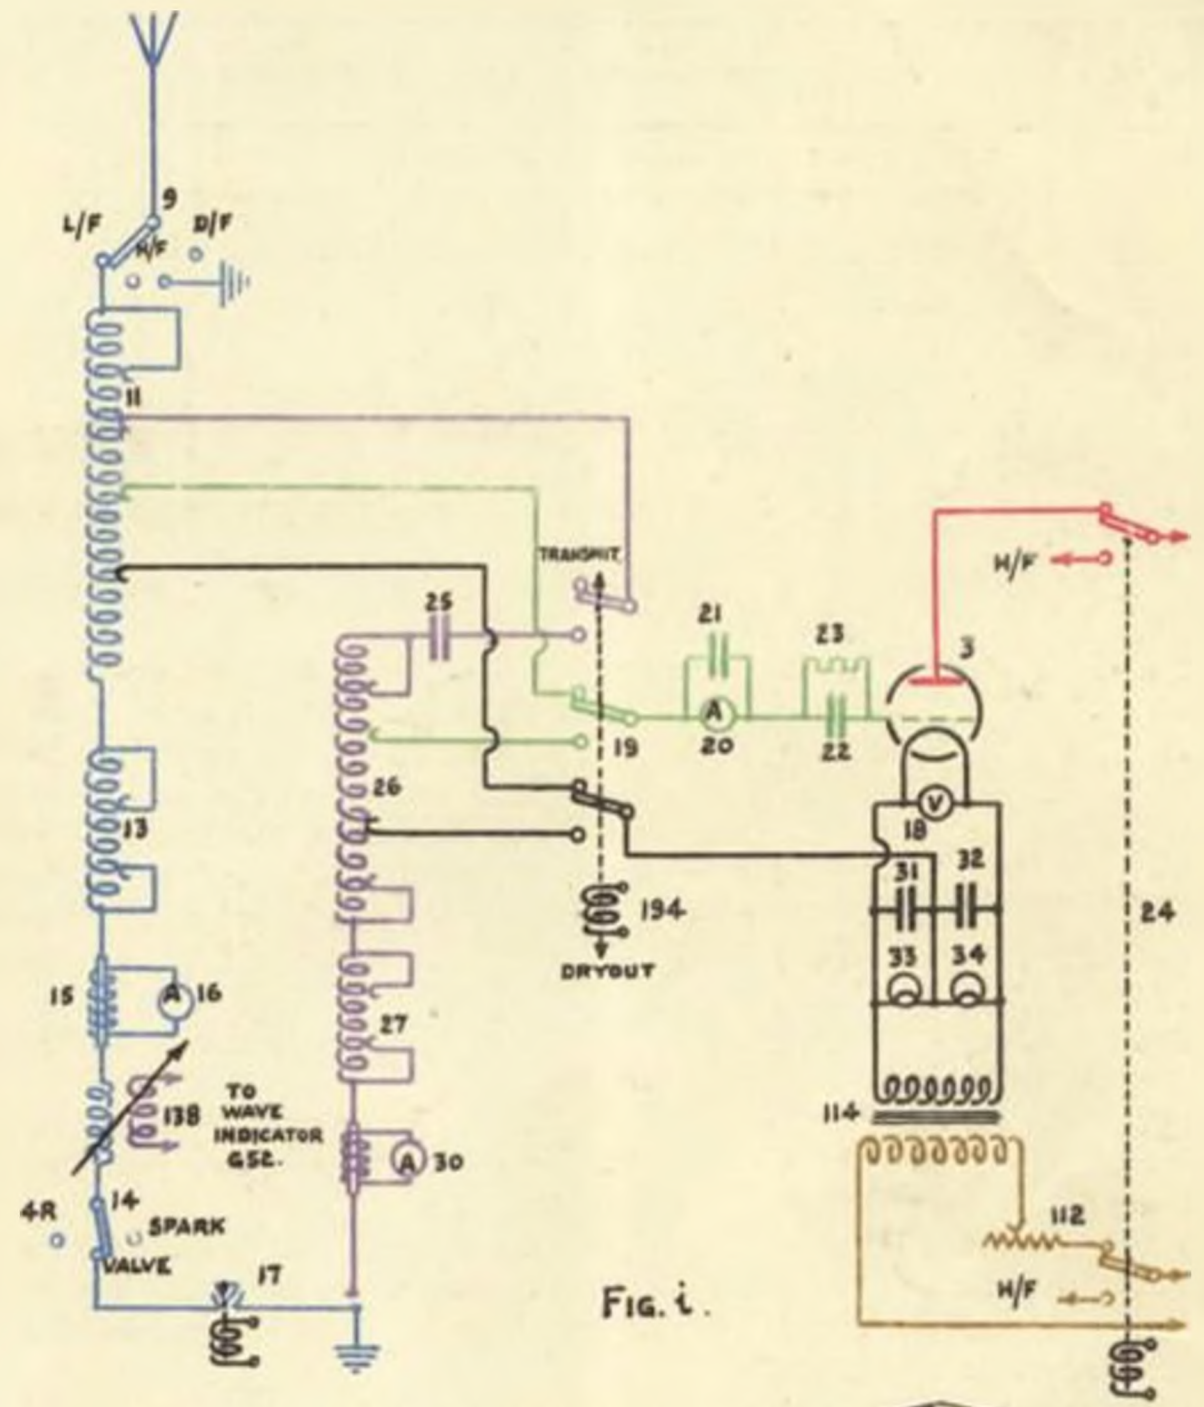 9
L/F
D/F
H/F
11
TRANSMIT
25
21
23
3
H/F
A
20
22
19
26
V
18
13
31
32
194
24
DRYOUT
33
34
15
A
16
27
TO
WAVE
INDICATOR
G52.
138
114
A
30
4R
14
SPARK
VALVE
112
17
H/F
FIG. i.